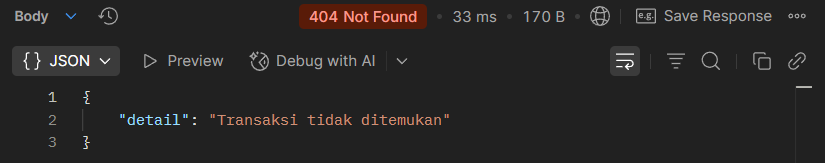 Body 404 Not Found • 33 ms • 170 B • e.g. Save Response
{} JSON Preview Debug with AI
1 {
2 "detail": "Transaksi tidak ditemukan"
3 }